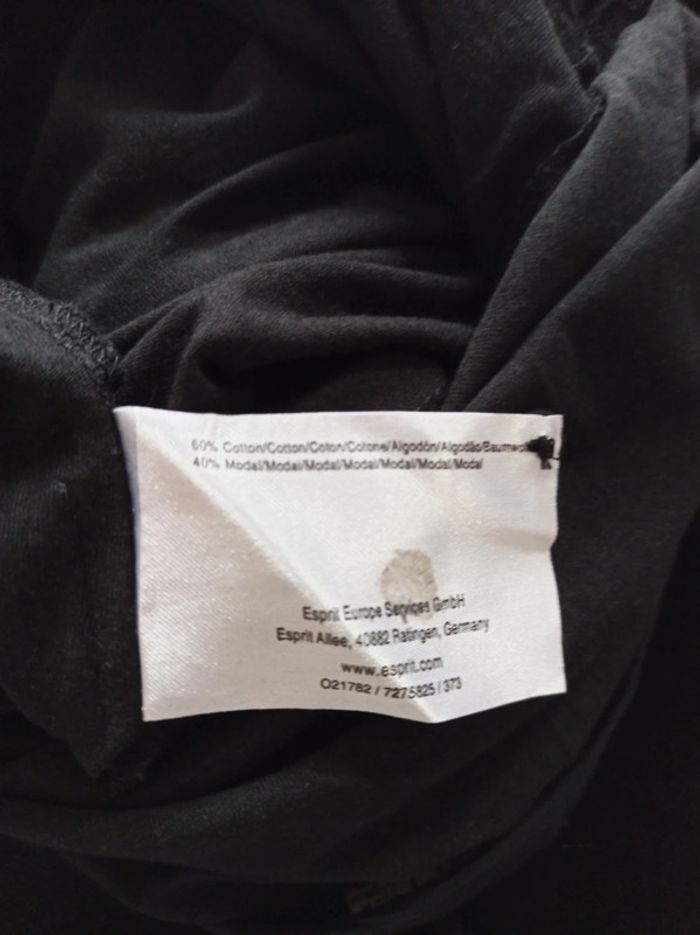 60% Cotton/Cotton/Coton/Cotone/Algodón/Algodão/Baumwo
40% Modal/Modal/Modal/Modal/Modal/Modal/Modal
Esprit Europe Services GmbH
Esprit Allee, 40882 Ratingen, Germany
www.esprit.com
O21782 / 7275825 / 373